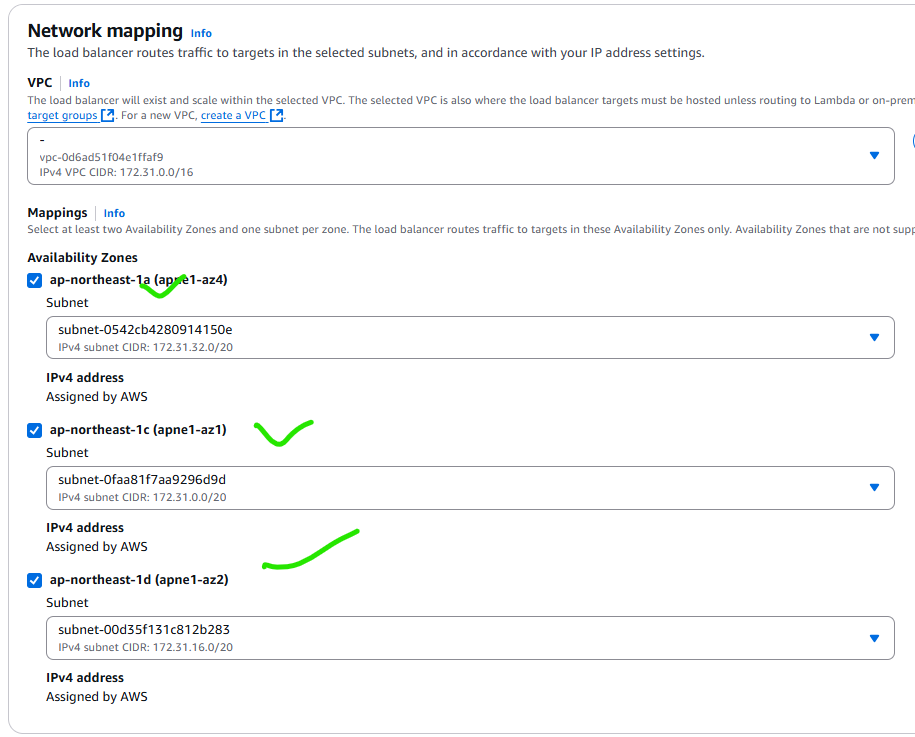 Network mapping Info
The load balancer routes traffic to targets in the selected subnets, and in accordance with your IP address settings.
VPC Info
The load balancer will exist and scale within the selected VPC. The selected VPC is also where the load balancer targets must be hosted unless routing to Lambda or on-prem
target groups. For a new VPC, create a VPC.
-
vpc-0d6ad51f04e1ffaf9
IPv4 VPC CIDR: 172.31.0.0/16
Mappings Info
Select at least two Availability Zones and one subnet per zone. The load balancer routes traffic to targets in these Availability Zones only. Availability Zones that are not supp
Availability Zones
ap-northeast-1a (apne1-az4)
Subnet
subnet-0542cb4280914150e
IPv4 subnet CIDR: 172.31.32.0/20
IPv4 address
Assigned by AWS
ap-northeast-1c (apne1-az1)
Subnet
subnet-0faa81f7aa9296d9d
IPv4 subnet CIDR: 172.31.0.0/20
IPv4 address
Assigned by AWS
ap-northeast-1d (apne1-az2)
Subnet
subnet-00d35f131c812b283
IPv4 subnet CIDR: 172.31.16.0/20
IPv4 address
Assigned by AWS